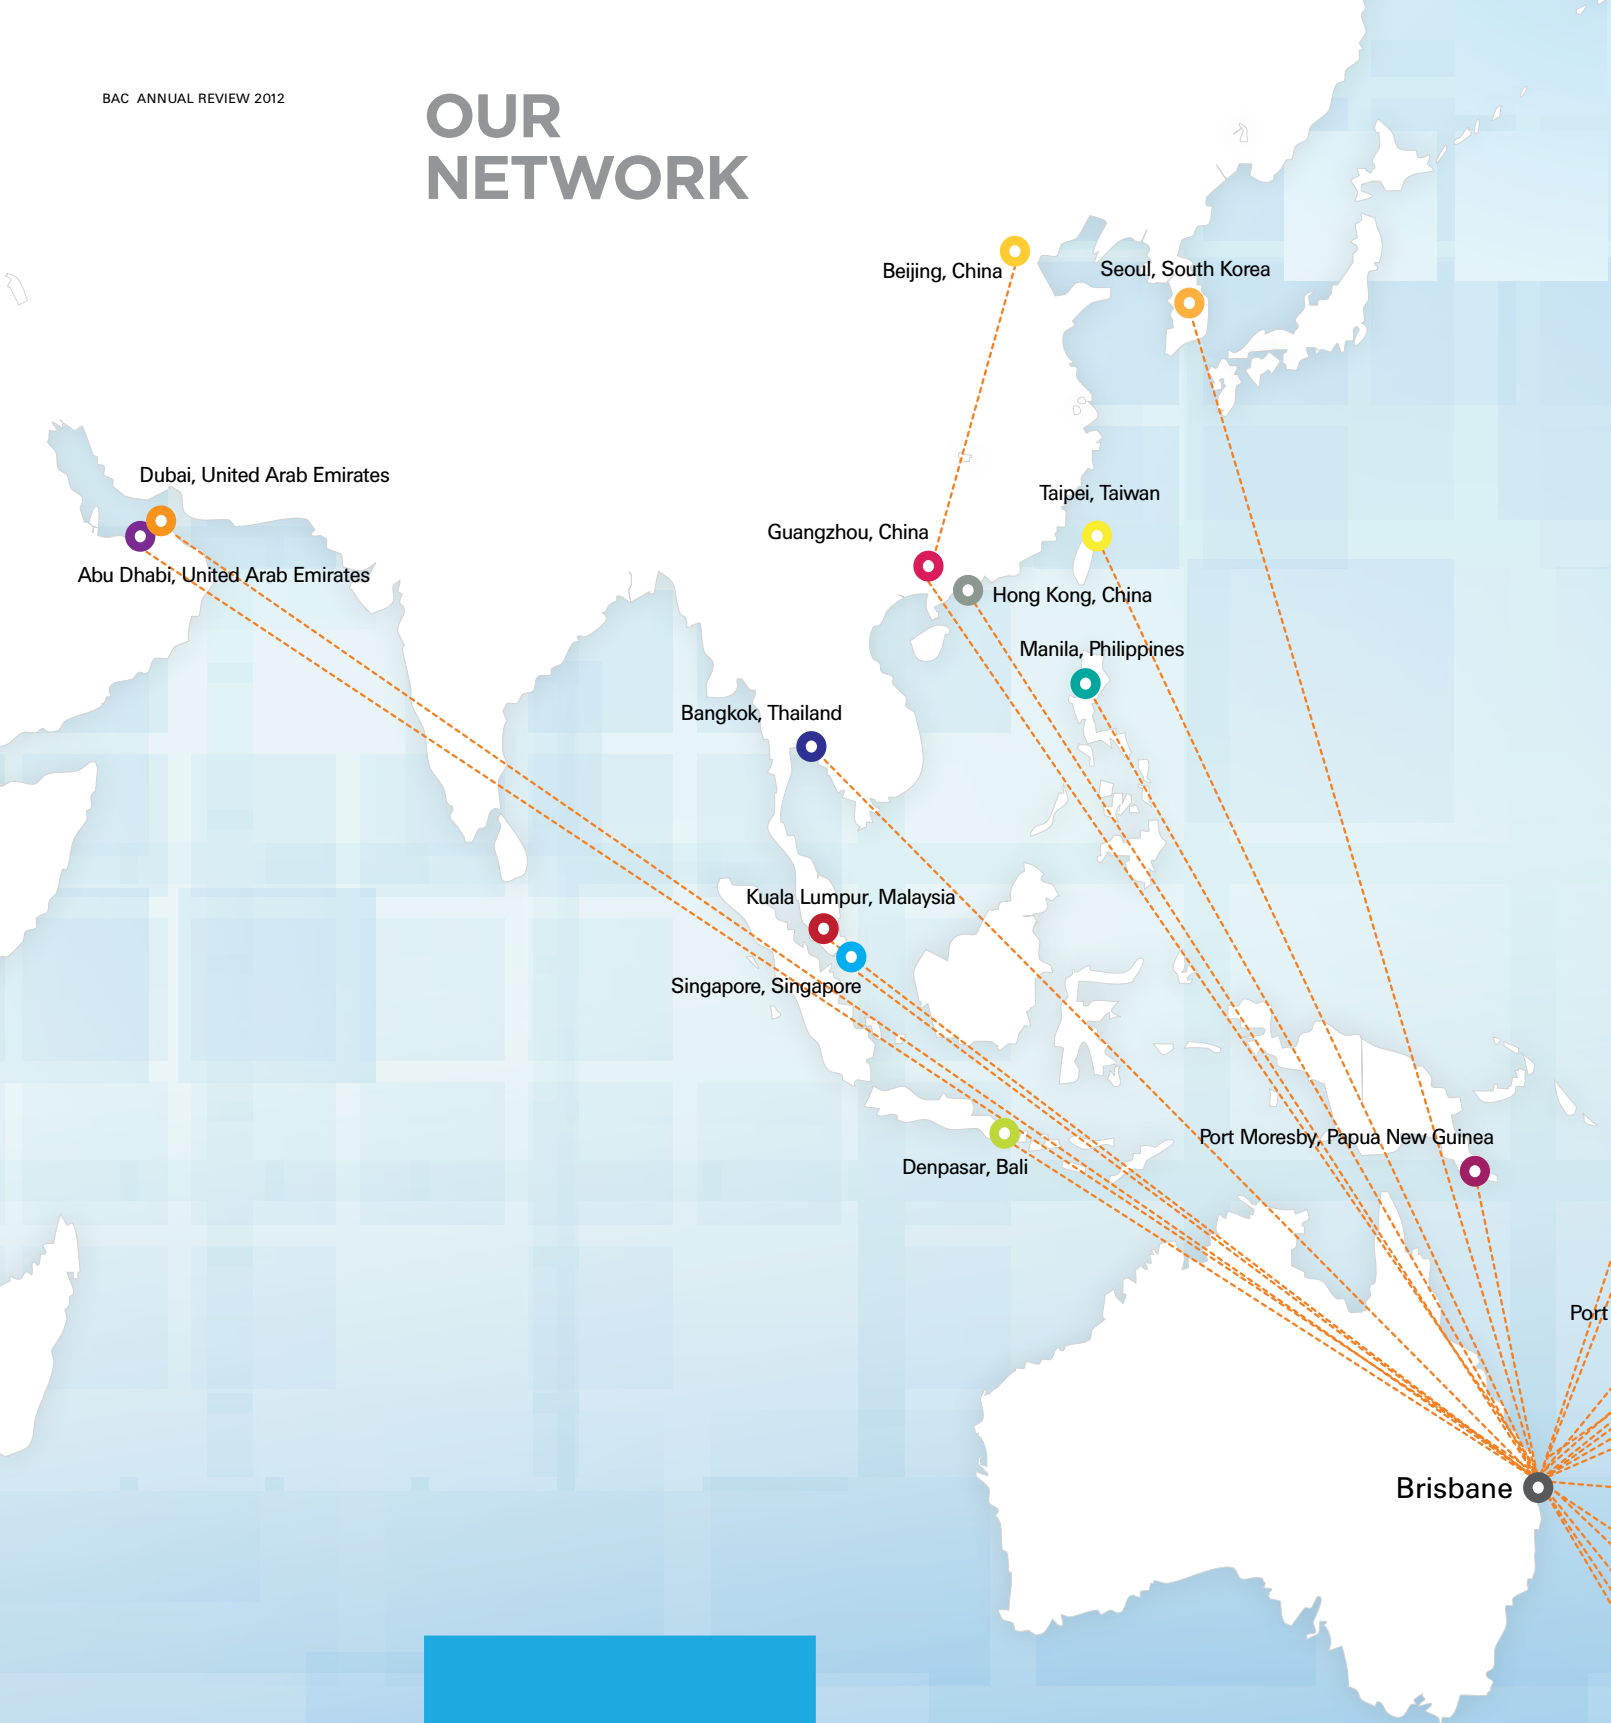 BAC ANNUAL REVIEW 2012
OUR
NETWORK
Beijing, China
Seoul, South Korea
Dubai, United Arab Emirates
Taipei, Taiwan
Guangzhou, China
Abu Dhabi, United Arab Emirates
Hong Kong, China
Manila, Philippines
Bangkok, Thailand
Kuala Lumpur, Malaysia
Singapore, Singapore
Port Moresby, Papua New Guinea
Denpasar, Bali
Port
Brisbane